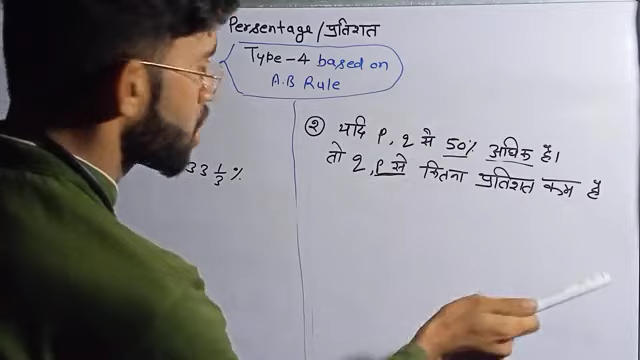 Persentage/प्रतिशत
Type-4 based on
A.B Rule
33 1/3 %
② यदि P, q से 50% अधिक है।
तो q, P से कितना प्रतिशत कम है